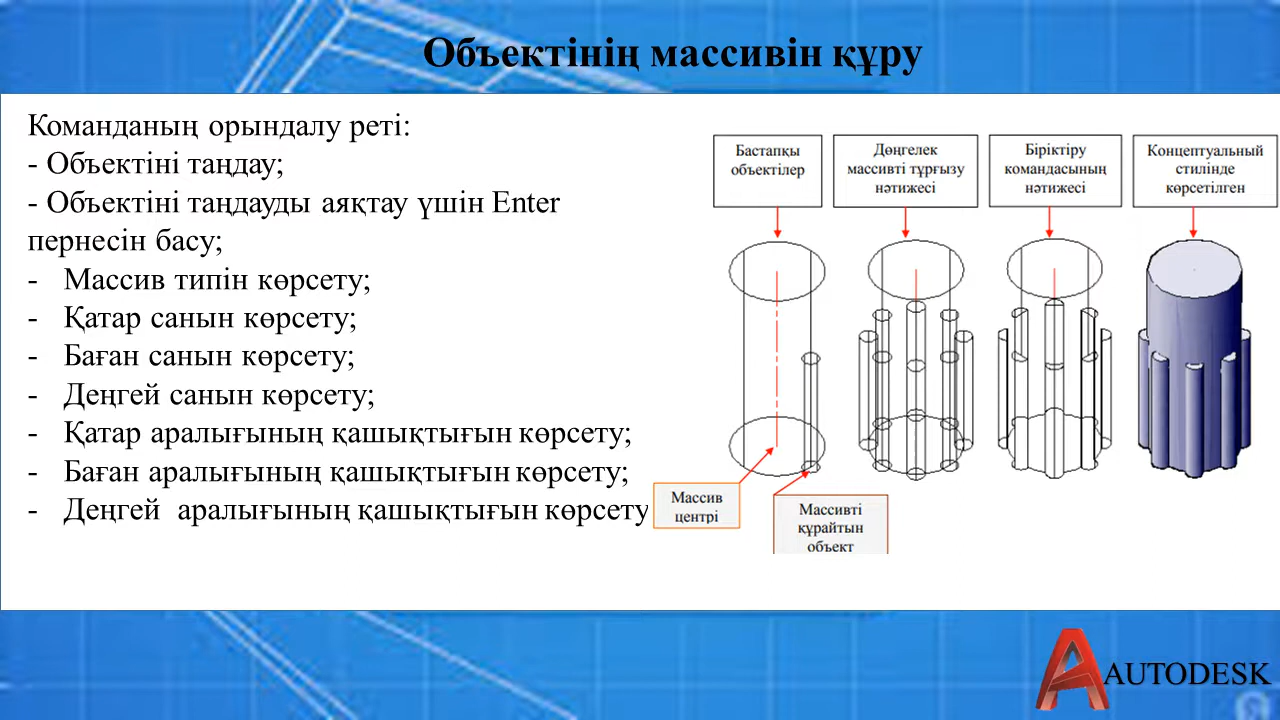 Объектінің массивін құру
Команданың орындалу реті:
- Объектіні таңдау;
- Объектіні таңдауды аяқтау үшін Enter
пернесін басу;
- Массив типін көрсету;
- Қатар санын көрсету;
- Баған санын көрсету;
- Деңгей санын көрсету;
- Қатар аралығының қашықтығын көрсету;
- Баған аралығының қашықтығын көрсету;
- Деңгей аралығының қашықтығын көрсету
Бастапқы
объектілер
Дөңгелек
массивті тұрғызу
нәтижесі
Біріктіру
командасының
нәтижесі
Концептуальный
стилінде
көрсетілген
Массив
центрі
Массивті
құрайтын
объект
AUTODESK